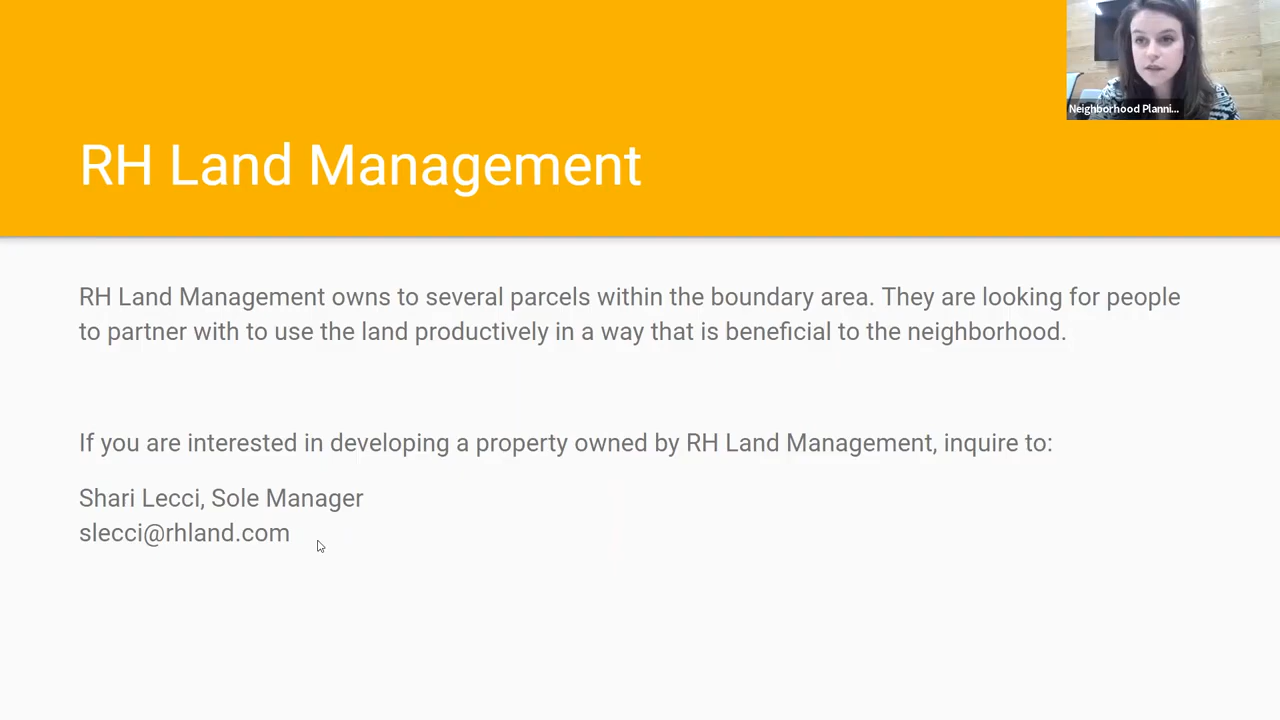 Neighborhood Planni...
RH Land Management
RH Land Management owns to several parcels within the boundary area. They are looking for people
to partner with to use the land productively in a way that is beneficial to the neighborhood.
If you are interested in developing a property owned by RH Land Management, inquire to:
Shari Lecci, Sole Manager
slecci@rhland.com